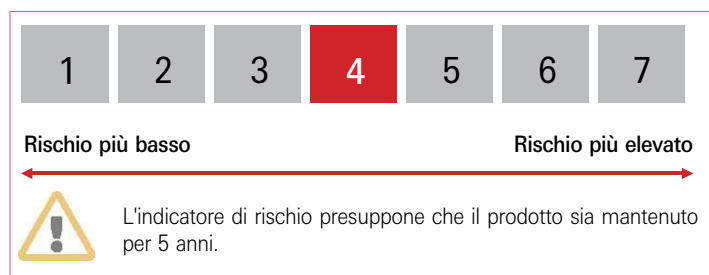 1 2 3 4 5 6 7
Rischio più basso Rischio più elevato
L'indicatore di rischio presuppone che il prodotto sia mantenuto
per 5 anni.